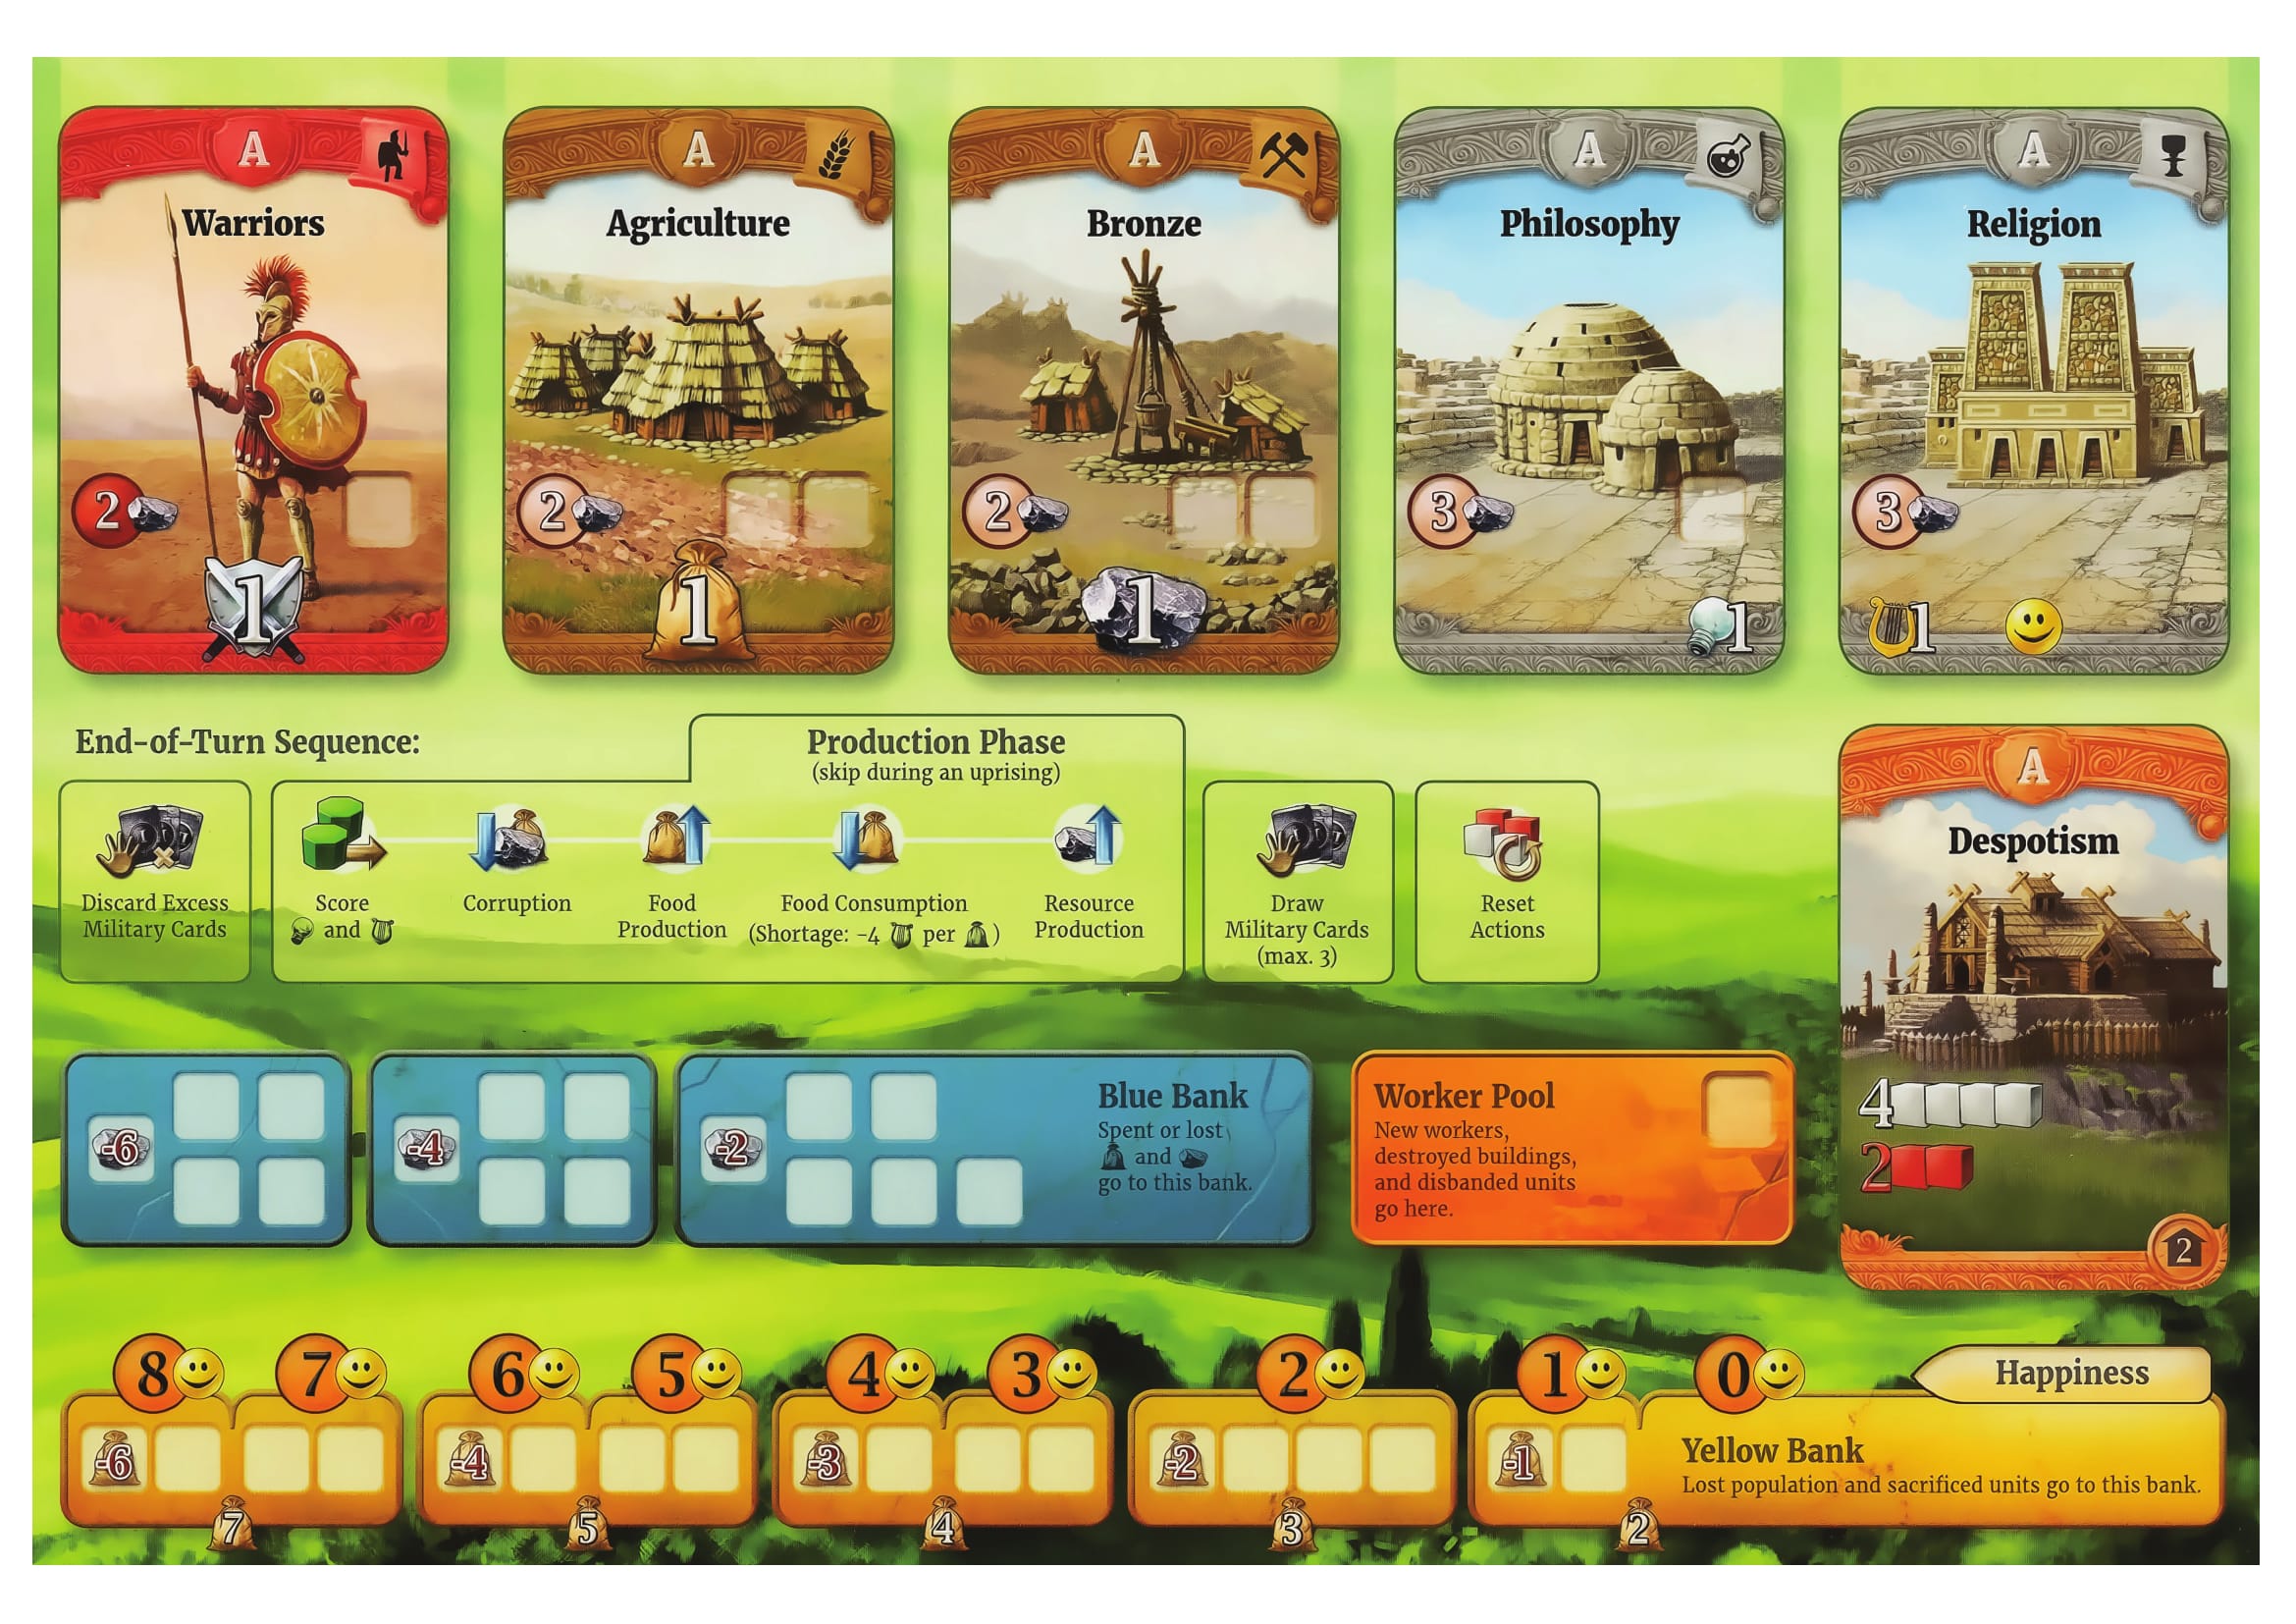 A
Warriors
2
1
A
Agriculture
2
1
A
Bronze
2
1
A
Philosophy
3
1
A
Religion
3
1
End-of-Turn Sequence:
Production Phase
(skip during an uprising)
Discard Excess
Military Cards
Score
and
Corruption
Food
Production
Food Consumption
(Shortage: -4 per )
Resource
Production
Draw
Military Cards
(max. 3)
Reset
Actions
A
Despotism
4
2
2
-6
-4
-2
Blue Bank
Spent or lost
and
go to this bank.
Worker Pool
New workers,
destroyed buildings,
and disbanded units
go here.
8
7
6
5
4
3
2
1
0
Happiness
-6
-4
-3
-2
-1
Yellow Bank
Lost population and sacrificed units go to this bank.
7
5
4
3
2